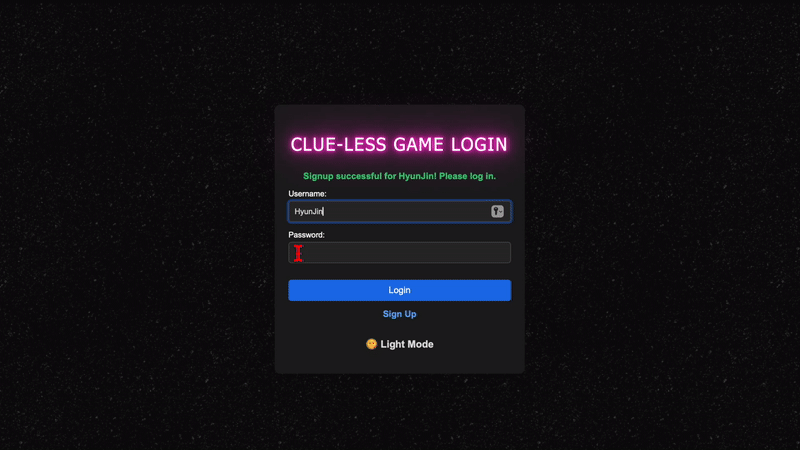 CLUE-LESS GAME LOGIN
Signup successful for HyunJin! Please log in.
Username:
HyunJin
Password:
Login
Sign Up
🌞 Light Mode